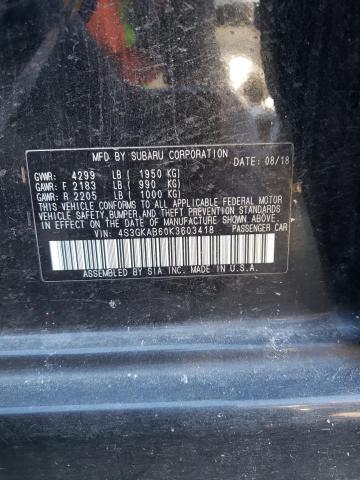 MFD BY SUBARU CORPORATION
DATE: 08/18
GVWR: 4299 LB ( 1950 KG)
GAWR: F 2183 LB ( 990 KG)
GAWR: R 2205 LB ( 1000 KG)
THIS VEHICLE CONFORMS TO ALL APPLICABLE FEDERAL MOTOR
VEHICLE SAFETY, BUMPER, AND THEFT PREVENTION STANDARDS
IN EFFECT ON THE DATE OF MANUFACTURE SHOWN ABOVE.
VIN: 4S3GKAB60K3603418 PASSENGER CAR
ASSEMBLED BY SIA INC. MADE IN U.S.A.